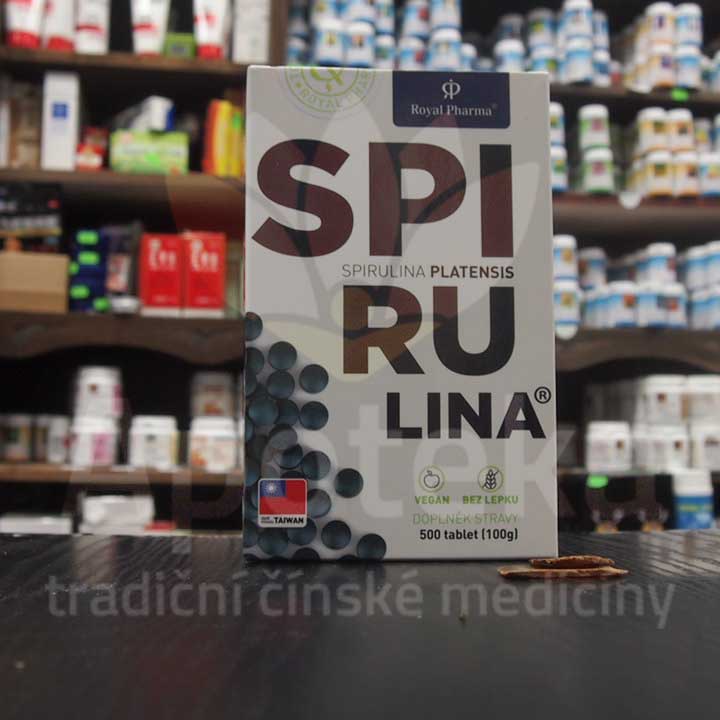 ROYAL PHARMA
Royal Pharma®
SPI
SPIRULINA PLATENSIS
RU
LINA®
Apotéka
VEGAN BEZ LEPKU
DOPLNĚK STRAVY
500 tablet (100g)
TAIWAN
tradiční čínské medicíny